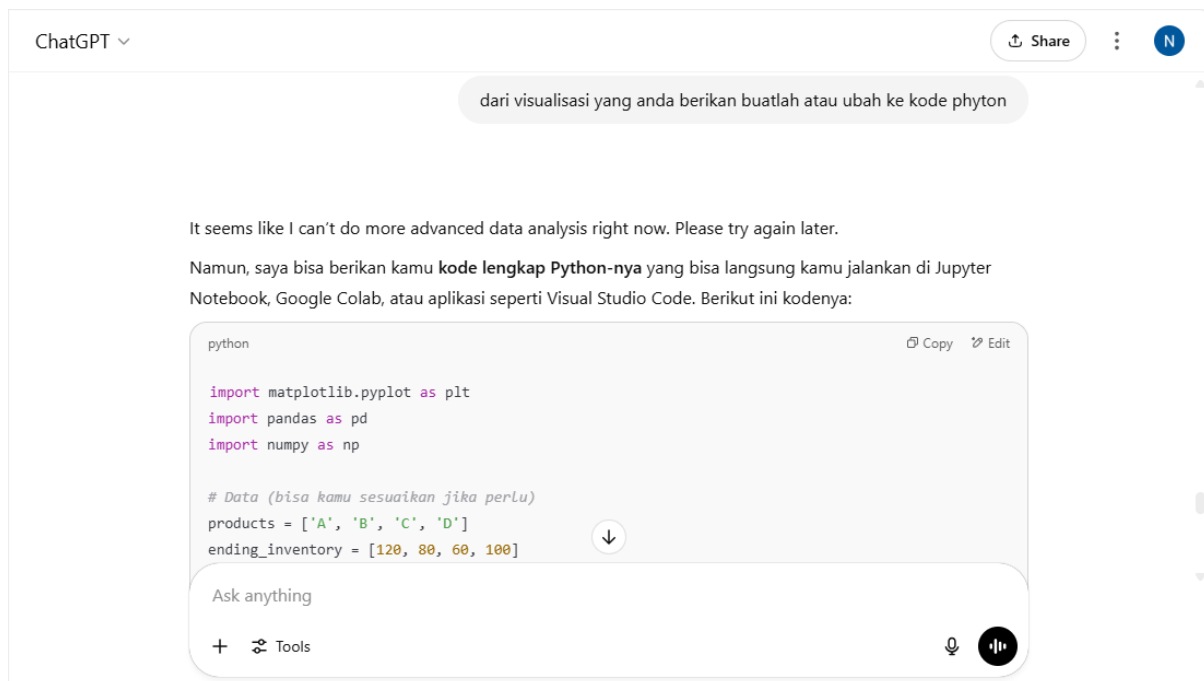 ChatGPT
Share
N
dari visualisasi yang anda berikan buatlah atau ubah ke kode phyton
It seems like I can’t do more advanced data analysis right now. Please try again later.
Namun, saya bisa berikan kamu kode lengkap Python-nya yang bisa langsung kamu jalankan di Jupyter
Notebook, Google Colab, atau aplikasi seperti Visual Studio Code. Berikut ini kodenya:
python
Copy
Edit
import matplotlib.pyplot as plt
import pandas as pd
import numpy as np
# Data (bisa kamu sesuaikan jika perlu)
products = ['A', 'B', 'C', 'D']
ending_inventory = [120, 80, 60, 100]
Ask anything
Tools